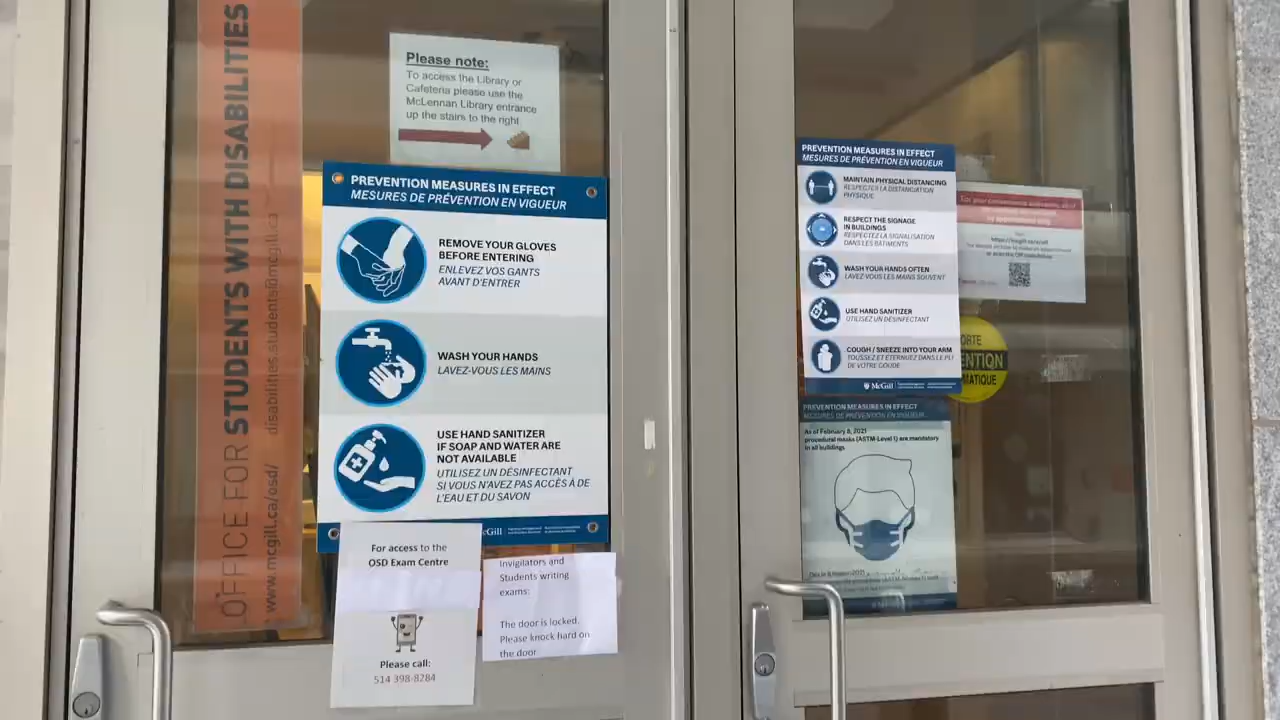 OFFICE FOR STUDENTS WITH DISABILITIES
www.mcgill.ca/osd/ disabilities.students@mcgill.ca
Please note:
To access the Library or
Cafeteria please use the
McLennan Library entrance
up the stairs to the right
PREVENTION MEASURES IN EFFECT
MESURES DE PRÉVENTION EN VIGUEUR
REMOVE YOUR GLOVES
BEFORE ENTERING
ENLEVEZ VOS GANTS
AVANT D'ENTRER
WASH YOUR HANDS
LAVEZ-VOUS LES MAINS
USE HAND SANITIZER
IF SOAP AND WATER ARE
NOT AVAILABLE
UTILISEZ UN DÉSINFECTANT
SI VOUS N'AVEZ PAS ACCÈS À DE
L'EAU ET DU SAVON
cGill
For access to the
OSD Exam Centre
Please call:
514 398-8284
Invigilators and
Students writing
exams:
The door is locked.
Please knock hard on
the door
PREVENTION MEASURES IN EFFECT
MESURES DE PRÉVENTION EN VIGUEUR
MAINTAIN PHYSICAL DISTANCING
RESPECTEZ LA DISTANCIATION
PHYSIQUE
RESPECT THE SIGNAGE
IN BUILDINGS
RESPECTEZ LA SIGNALISATION
DANS LES BÂTIMENTS
WASH YOUR HANDS OFTEN
LAVEZ-VOUS LES MAINS SOUVENT
USE HAND SANITIZER
UTILISEZ UN DÉSINFECTANT
COUGH / SNEEZE INTO YOUR ARM
TOUSSEZ ET ÉTERNUEZ DANS LE PLI
DE VOTRE COUDE
McGill
ORTE
ENTION
MATIQUE
PREVENTION MEASURES IN EFFECT
MESURES DE PRÉVENTION EN VIGUEUR
As of February 8, 2021
procedural masks (ASTM-Level 1) are mandatory
in all buildings.